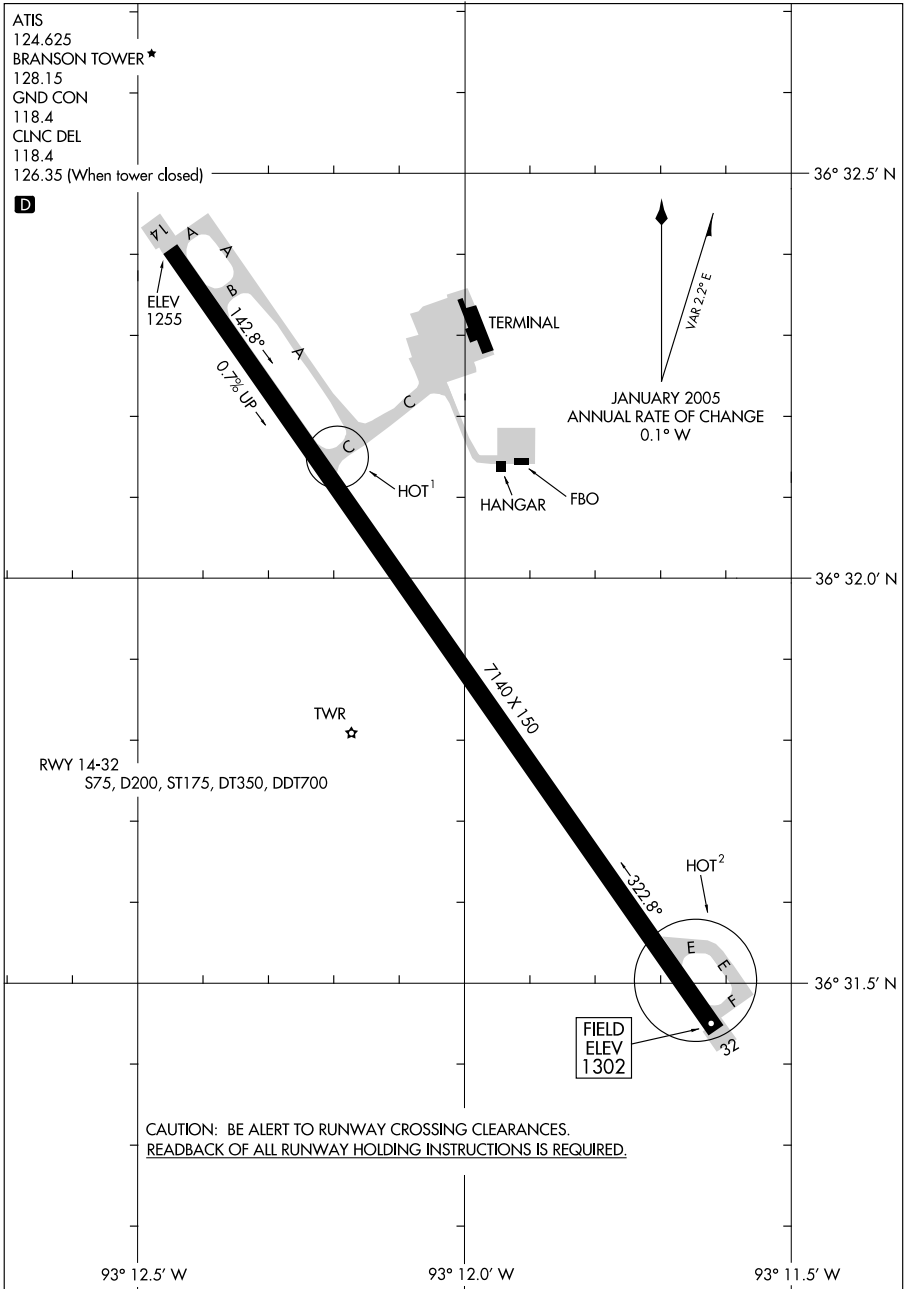 ATIS
124.625
BRANSON TOWER★
128.15
GND CON
118.4
CLNC DEL
118.4
126.35 (When tower closed)
D
36° 32.5' N
14
A
A
B
A
C
C
ELEV
1255
142.8°
0.7% UP
TERMINAL
VAR 2.2° E
JANUARY 2005
ANNUAL RATE OF CHANGE
0.1° W
HOT1
HANGAR
FBO
36° 32.0' N
7140 X 150
TWR
RWY 14-32
S75, D200, ST175, DT350, DDT700
322.8°
HOT2
E
E
F
36° 31.5' N
FIELD
ELEV
1302
32
CAUTION: BE ALERT TO RUNWAY CROSSING CLEARANCES.
READBACK OF ALL RUNWAY HOLDING INSTRUCTIONS IS REQUIRED.
93° 12.5' W
93° 12.0' W
93° 11.5' W